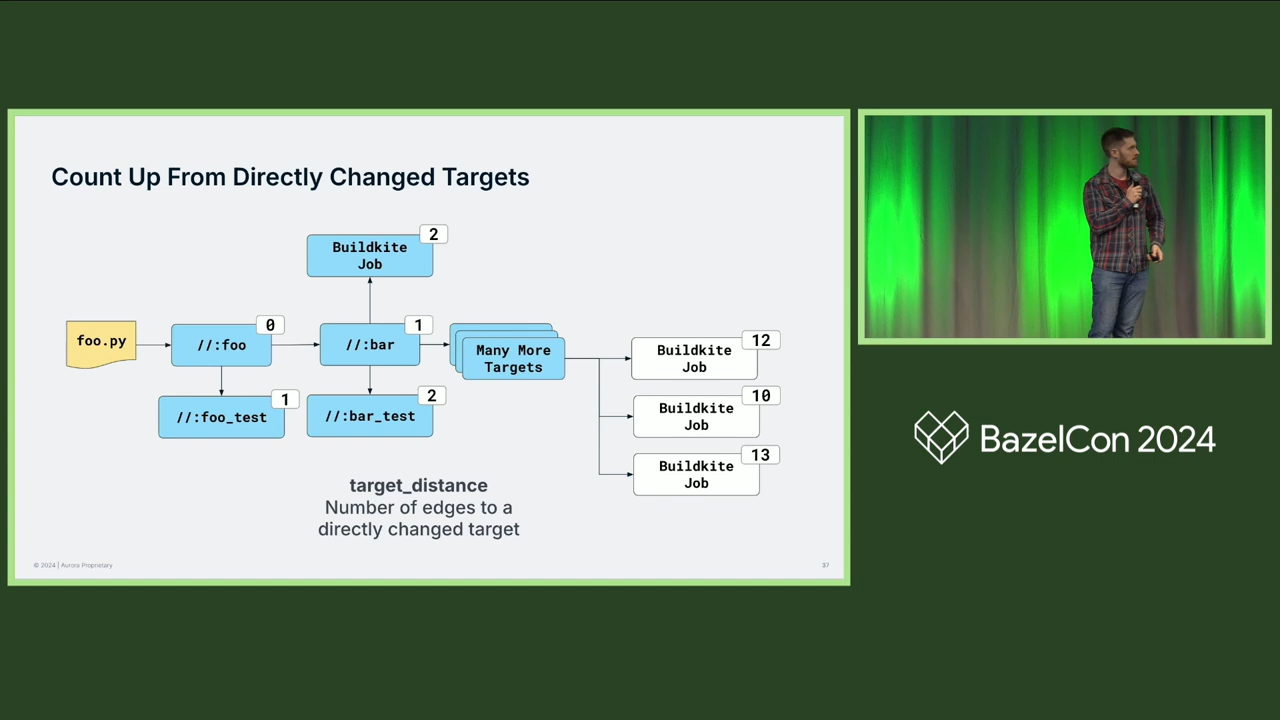 Count Up From Directly Changed Targets
2
Buildkite
Job
foo.py
0
//:foo
1
//:bar
Many More
Targets
12
Buildkite
Job
1
//:foo_test
2
//:bar_test
10
Buildkite
Job
13
Buildkite
Job
target_distance
Number of edges to a
directly changed target
© 2024 | Aurora Proprietary
37
BazelCon 2024